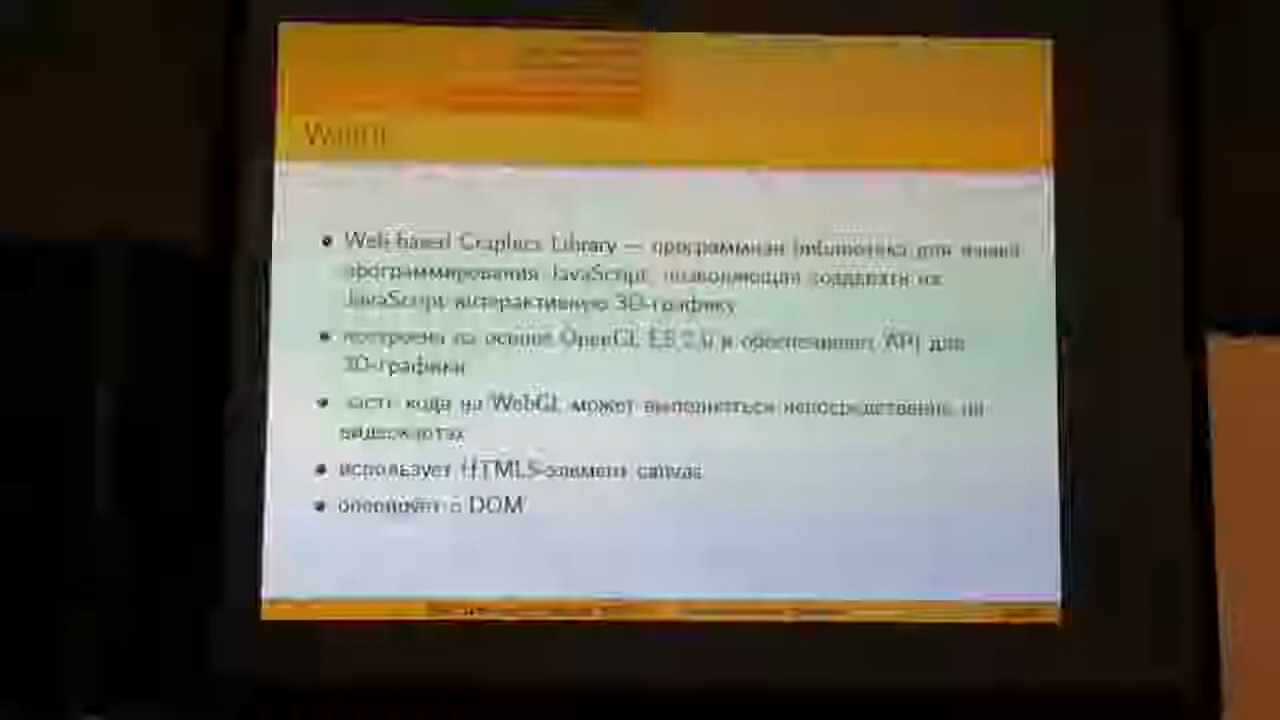 WebGL
Web-based Graphics Library — программная библиотека для языка
программирования JavaScript, позволяющая создавать на
JavaScript интерактивную 3D-графику
построена на основе OpenGL ES 2.0 и обеспечивает API для
3D-графики
часть кода на WebGL может выполняться непосредственно на
видеокартах
использует HTML5-элемент canvas
оперирует с DOM